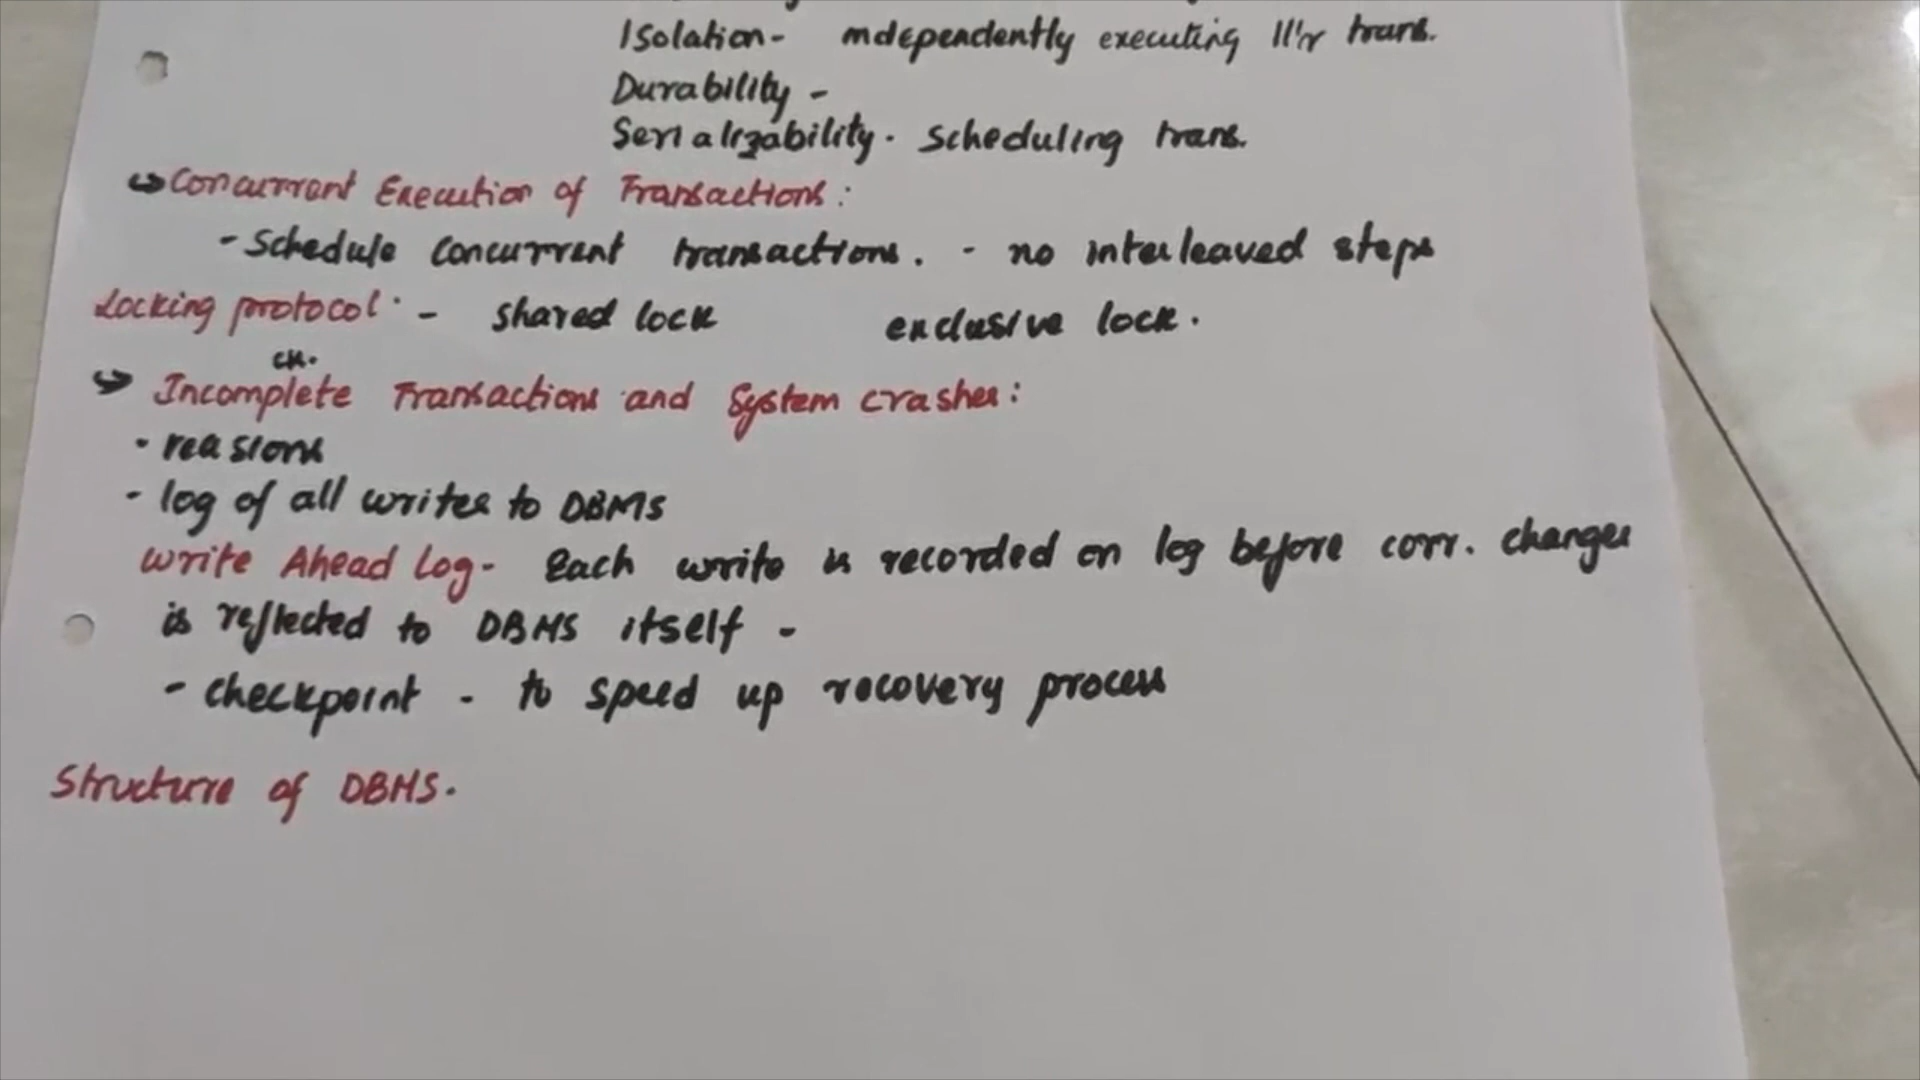 Isolation - independently executing ll'r trans.
Durability -
Serializability. Scheduling trans.
Concurrent Execution of Transactions:
- Schedule concurrent transactions. - no interleaved steps
Locking protocol. - shared lock exclusive lock.
ex.
Incomplete Transactions and System crashes:
- reasions
- log of all writes to DBMS
Write Ahead Log - Each write is recorded on log before corr. changes
is reflected to DBMS itself -
- checkpoint - to speed up recovery process
Structure of DBMS.